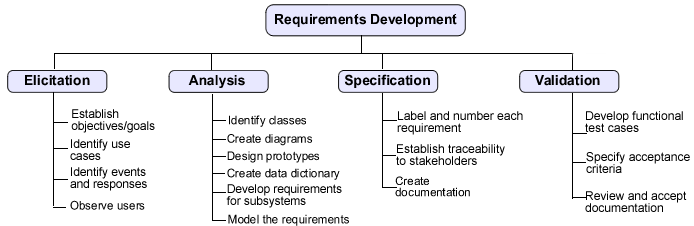 Requirements Development
Elicitation
Establish
objectives/goals
Identify use
cases
Identify events
and responses
Observe users
Analysis
Identify classes
Create diagrams
Design prototypes
Create data dictionary
Develop requirements
for subsystems
Model the requirements
Specification
Label and number each
requirement
Establish traceability
to stakeholders
Create
documentation
Validation
Develop functional
test cases
Specify acceptance
criteria
Review and accept
documentation